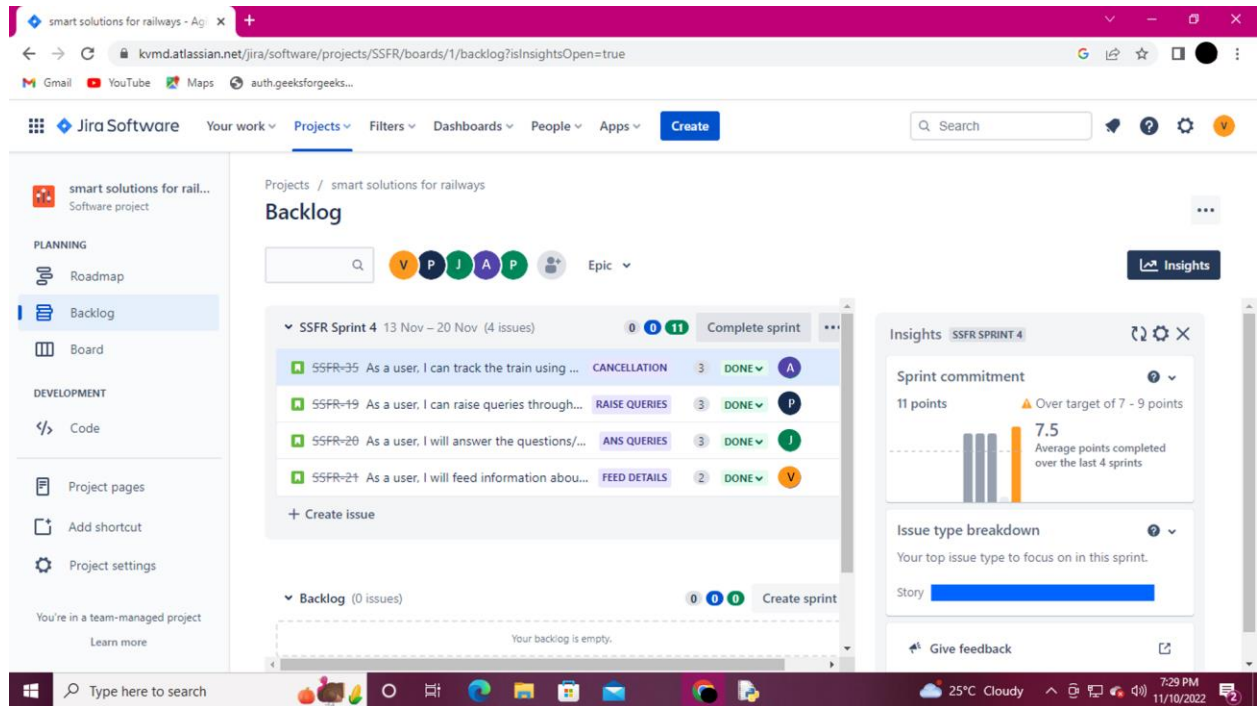 smart solutions for railways - Agi
kvmd.atlassian.net/jira/software/projects/SSFR/boards/1/backlog?isInsightsOpen=true
Gmail YouTube Maps auth.geeksforgeeks...
Jira Software Your work Projects Filters Dashboards People Apps Create Search V
smart solutions for rail...
Software project
PLANNING
Roadmap
Backlog
Board
DEVELOPMENT
Code
Project pages
Add shortcut
Project settings
You're in a team-managed project
Learn more
Projects / smart solutions for railways
Backlog
V P J A P Epic
Insights
SSFR Sprint 4 13 Nov – 20 Nov (4 issues) 0 0 11 Complete sprint
SSFR-35 As a user, I can track the train using ... CANCELLATION 3 DONE A
SSFR-19 As a user, I can raise queries through... RAISE QUERIES 3 DONE P
SSFR-20 As a user, I will answer the questions/... ANS QUERIES 3 DONE J
SSFR-21 As a user, I will feed information abou... FEED DETAILS 2 DONE V
+ Create issue
Backlog (0 issues) 0 0 0 Create sprint
Your backlog is empty.
Insights SSFR SPRINT 4
Sprint commitment
11 points Over target of 7 - 9 points
7.5
Average points completed
over the last 4 sprints
Issue type breakdown
Your top issue type to focus on in this sprint.
Story
Give feedback
Type here to search
25°C Cloudy
7:29 PM
11/10/2022
2